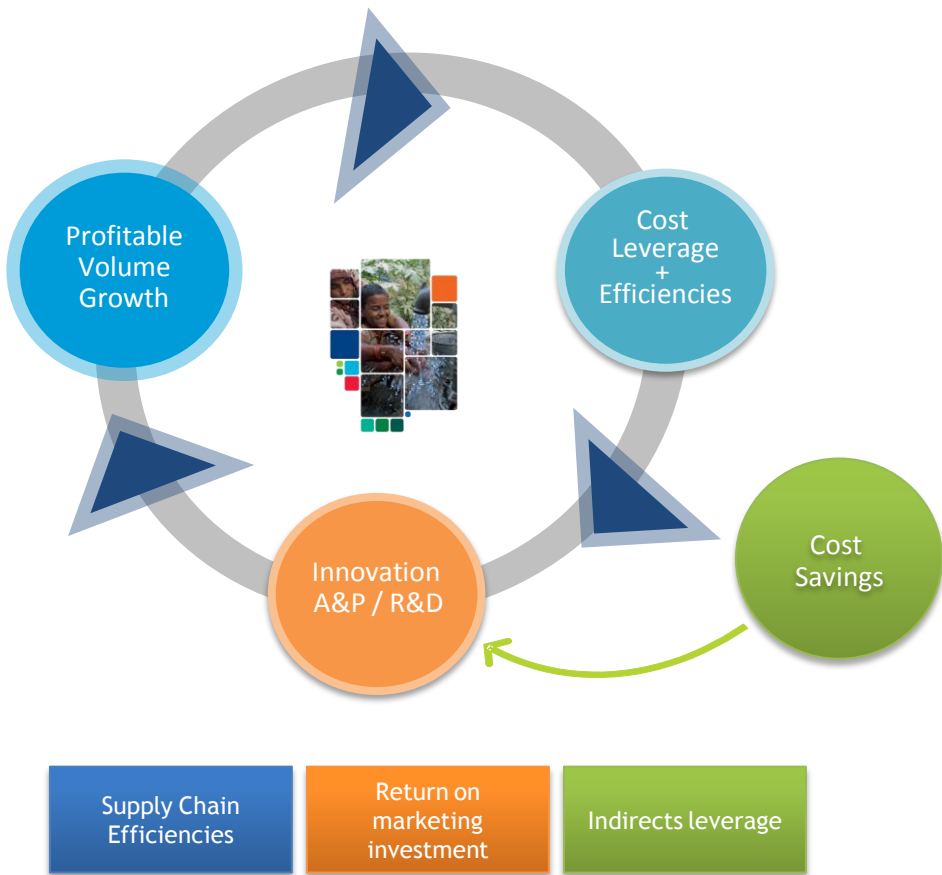 Profitable
Volume
Growth
Cost
Leverage
+
Efficiencies
Innovation
A&P / R&D
Cost
Savings
Supply Chain
Efficiencies
Return on
marketing
investment
Indirects leverage